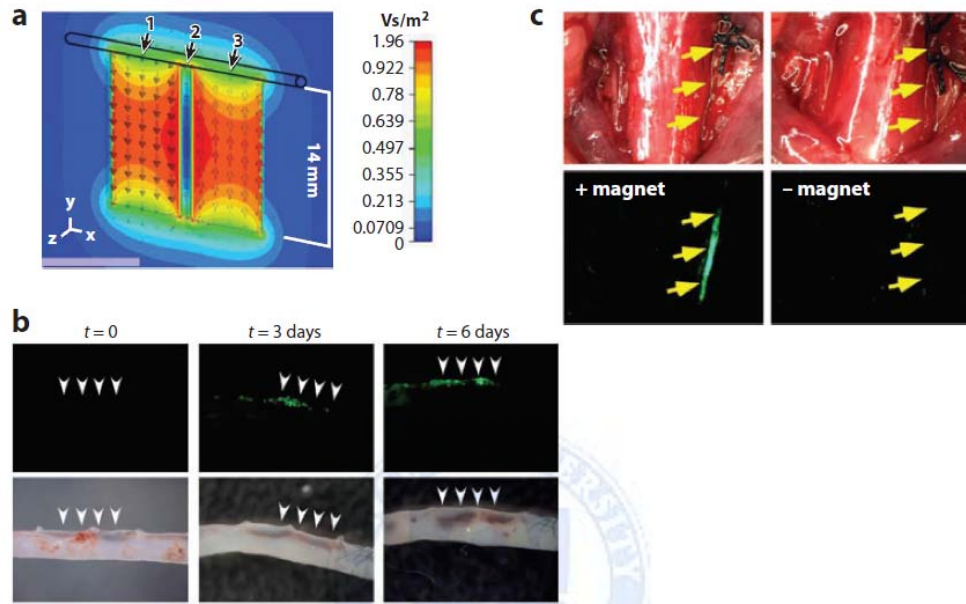 a
1
2
3
14 mm
y
z
x
Vs/m²
1.96
0.922
0.78
0.639
0.497
0.355
0.213
0.0709
0
c
+ magnet
− magnet
b
t = 0
t = 3 days
t = 6 days
ERSITY